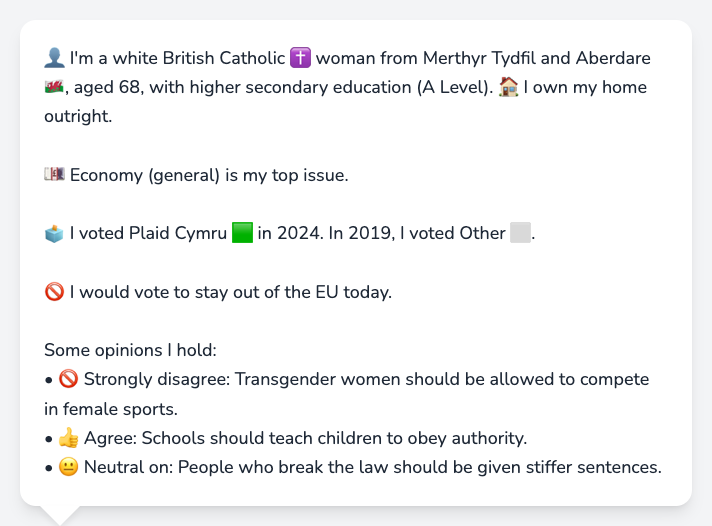 👤 I'm a white British Catholic ✝️ woman from Merthyr Tydfil and Aberdare
🏴󠁧󠁢󠁷󠁬󠁳󠁿, aged 68, with higher secondary education (A Level). 🏠 I own my home
outright.
💷 Economy (general) is my top issue.
🗳️ I voted Plaid Cymru 🟩 in 2024. In 2019, I voted Other ⬜.
🚫 I would vote to stay out of the EU today.
Some opinions I hold:
• 🚫 Strongly disagree: Transgender women should be allowed to compete
in female sports.
• 👍 Agree: Schools should teach children to obey authority.
• 😐 Neutral on: People who break the law should be given stiffer sentences.